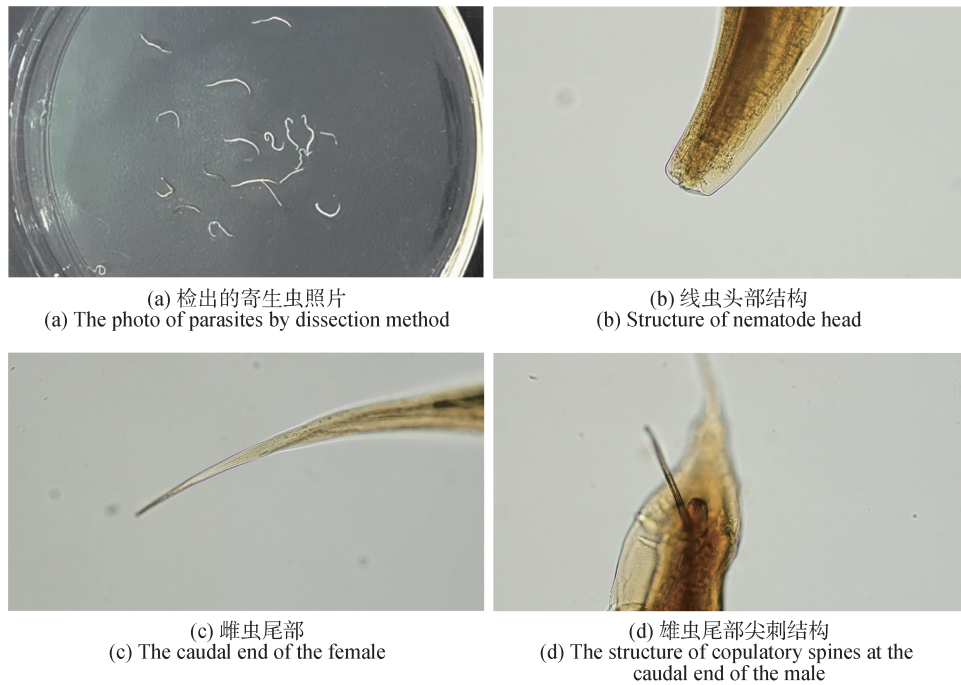 (a) 检出的寄生虫照片
(a) The photo of parasites by dissection method
(b) 线虫头部结构
(b) Structure of nematode head
(c) 雌虫尾部
(c) The caudal end of the female
(d) 雄虫尾部尖刺结构
(d) The structure of copulatory spines at the
caudal end of the male